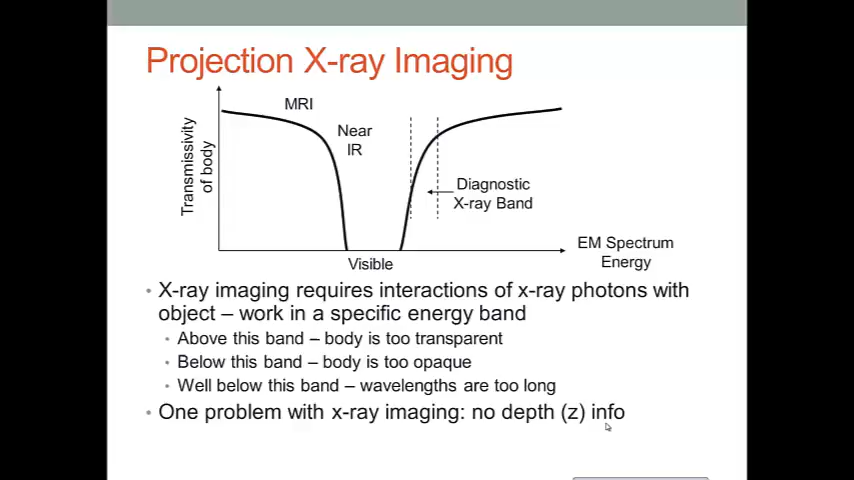 Projection X-ray Imaging
MRI
Near
IR
Transmissivity
of body
Diagnostic
X-ray Band
EM Spectrum
Energy
Visible
• X-ray imaging requires interactions of x-ray photons with
object – work in a specific energy band
• Above this band – body is too transparent
• Below this band – body is too opaque
• Well below this band – wavelengths are too long
• One problem with x-ray imaging: no depth (z) info